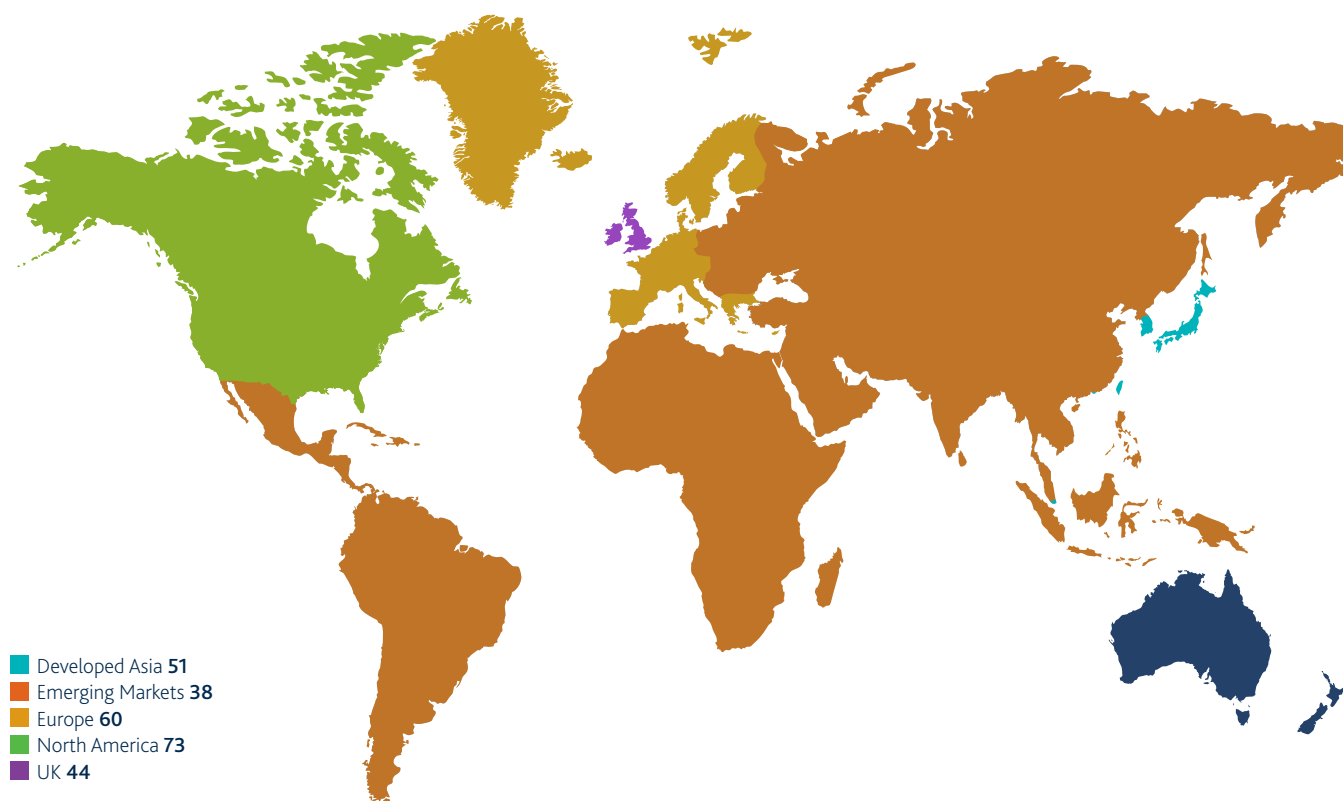 Developed Asia 51
Emerging Markets 38
Europe 60
North America 73
UK 44